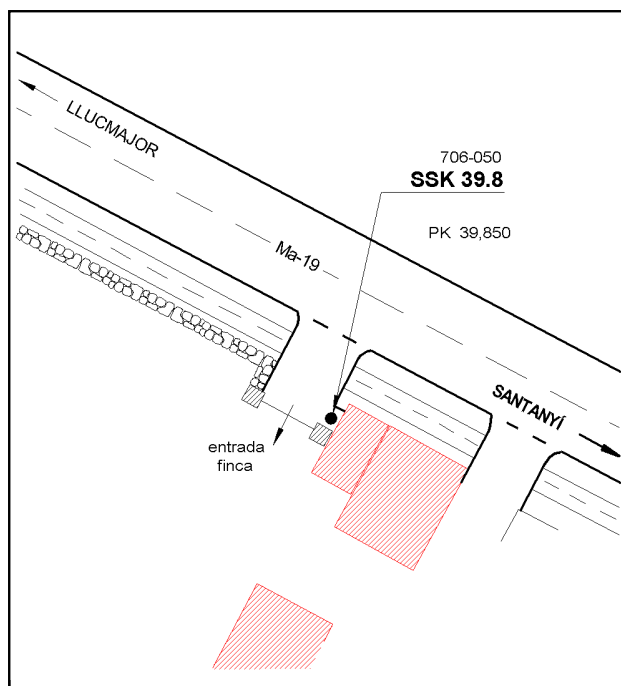 LLUCMAJOR
706-050
SSK 39.8
PK 39,850
Ma-19
SANTANYÍ
entrada
finca